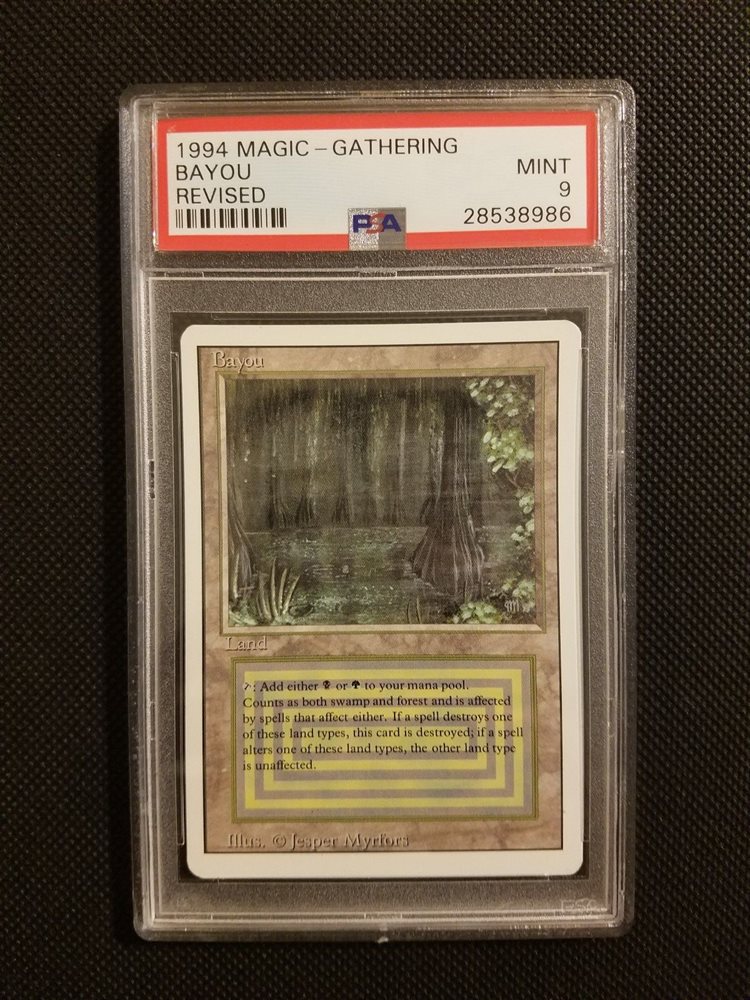 1994 MAGIC – GATHERING
BAYOU
MINT
REVISED
9
PSA
28538986
Bayou
Land
: Add either or to your mana pool.
Counts as both swamp and forest and is affected
by spells that affect either. If a spell destroys one
of these land types, this card is destroyed; if a spell
alters one of these land types, the other land type
is unaffected.
Illus. © Jesper Myrfors
PSA